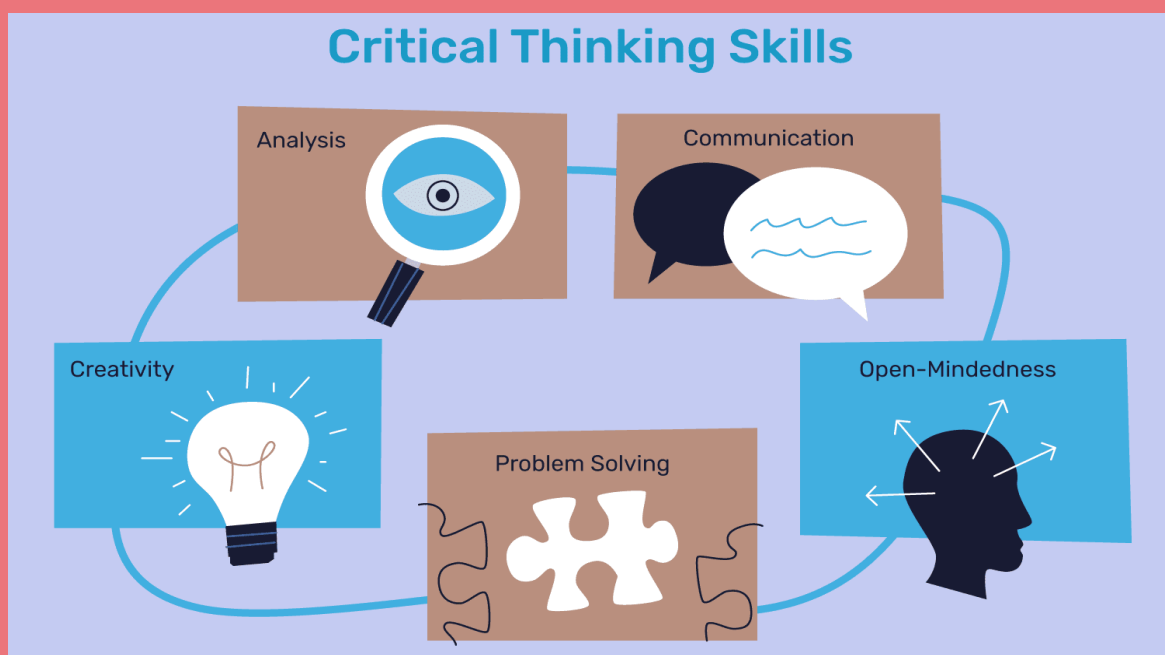 Critical Thinking Skills
Analysis
Communication
Creativity
Open-Mindedness
Problem Solving